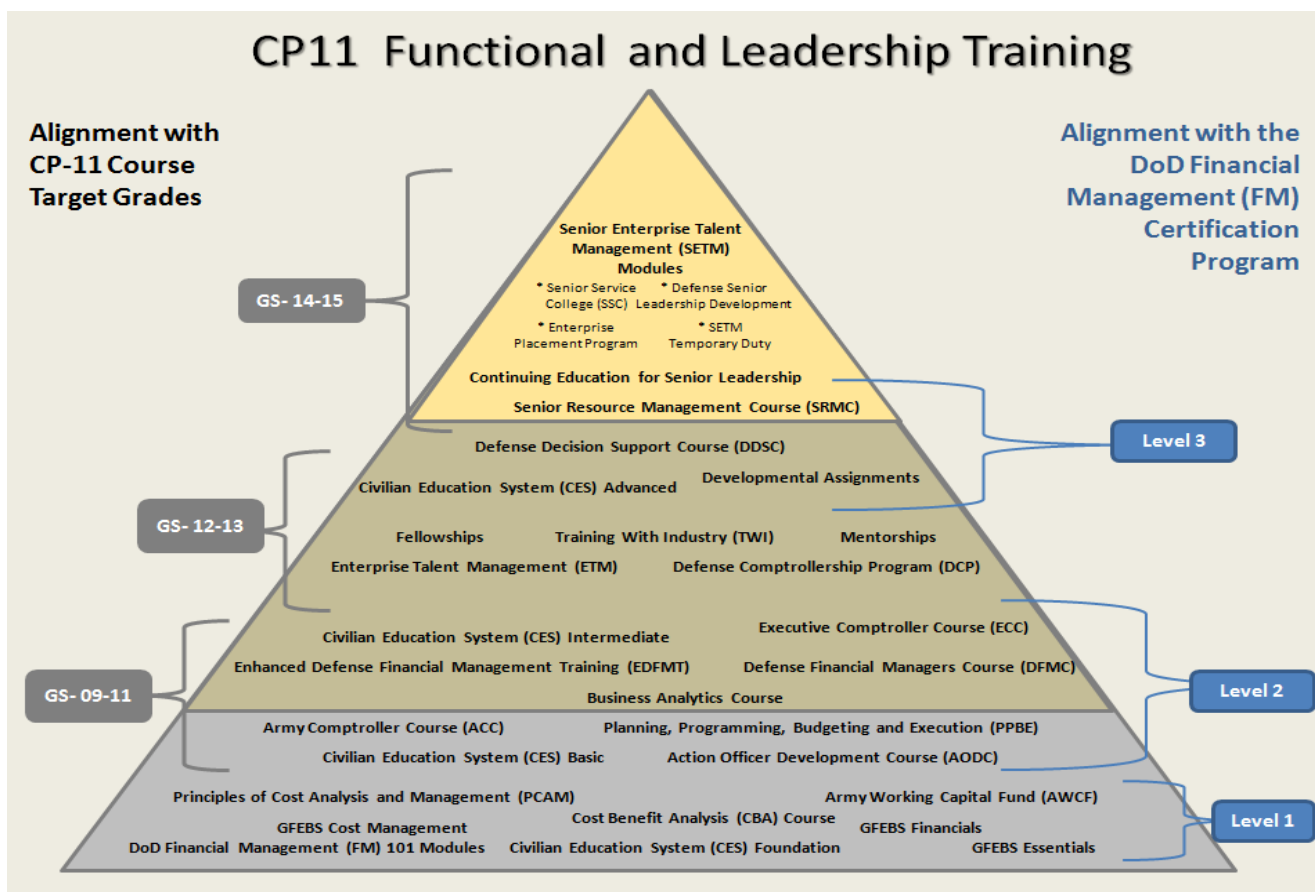 CP11 Functional and Leadership Training
Alignment with
CP-11 Course
Target Grades
Alignment with the
DoD Financial
Management (FM)
Certification
Program
Senior Enterprise Talent
Management (SETM)
Modules
* Senior Service
College (SSC)
* Defense Senior
Leadership Development
* Enterprise
Placement Program
* SETM
Temporary Duty
GS- 14-15
Continuing Education for Senior Leadership
Senior Resource Management Course (SRMC)
Level 3
Defense Decision Support Course (DDSC)
Civilian Education System (CES) Advanced
Developmental Assignments
GS- 12-13
Fellowships
Training With Industry (TWI)
Mentorships
Enterprise Talent Management (ETM)
Defense Comptrollership Program (DCP)
Civilian Education System (CES) Intermediate
Executive Comptroller Course (ECC)
Enhanced Defense Financial Management Training (EDFMT)
Defense Financial Managers Course (DFMC)
GS- 09-11
Level 2
Business Analytics Course
Army Comptroller Course (ACC)
Planning, Programming, Budgeting and Execution (PPBE)
Civilian Education System (CES) Basic
Action Officer Development Course (AODC)
Principles of Cost Analysis and Management (PCAM)
Army Working Capital Fund (AWCF)
Cost Benefit Analysis (CBA) Course
GFEBS Cost Management
GFEBS Financials
Level 1
DoD Financial Management (FM) 101 Modules
Civilian Education System (CES) Foundation
GFEBS Essentials